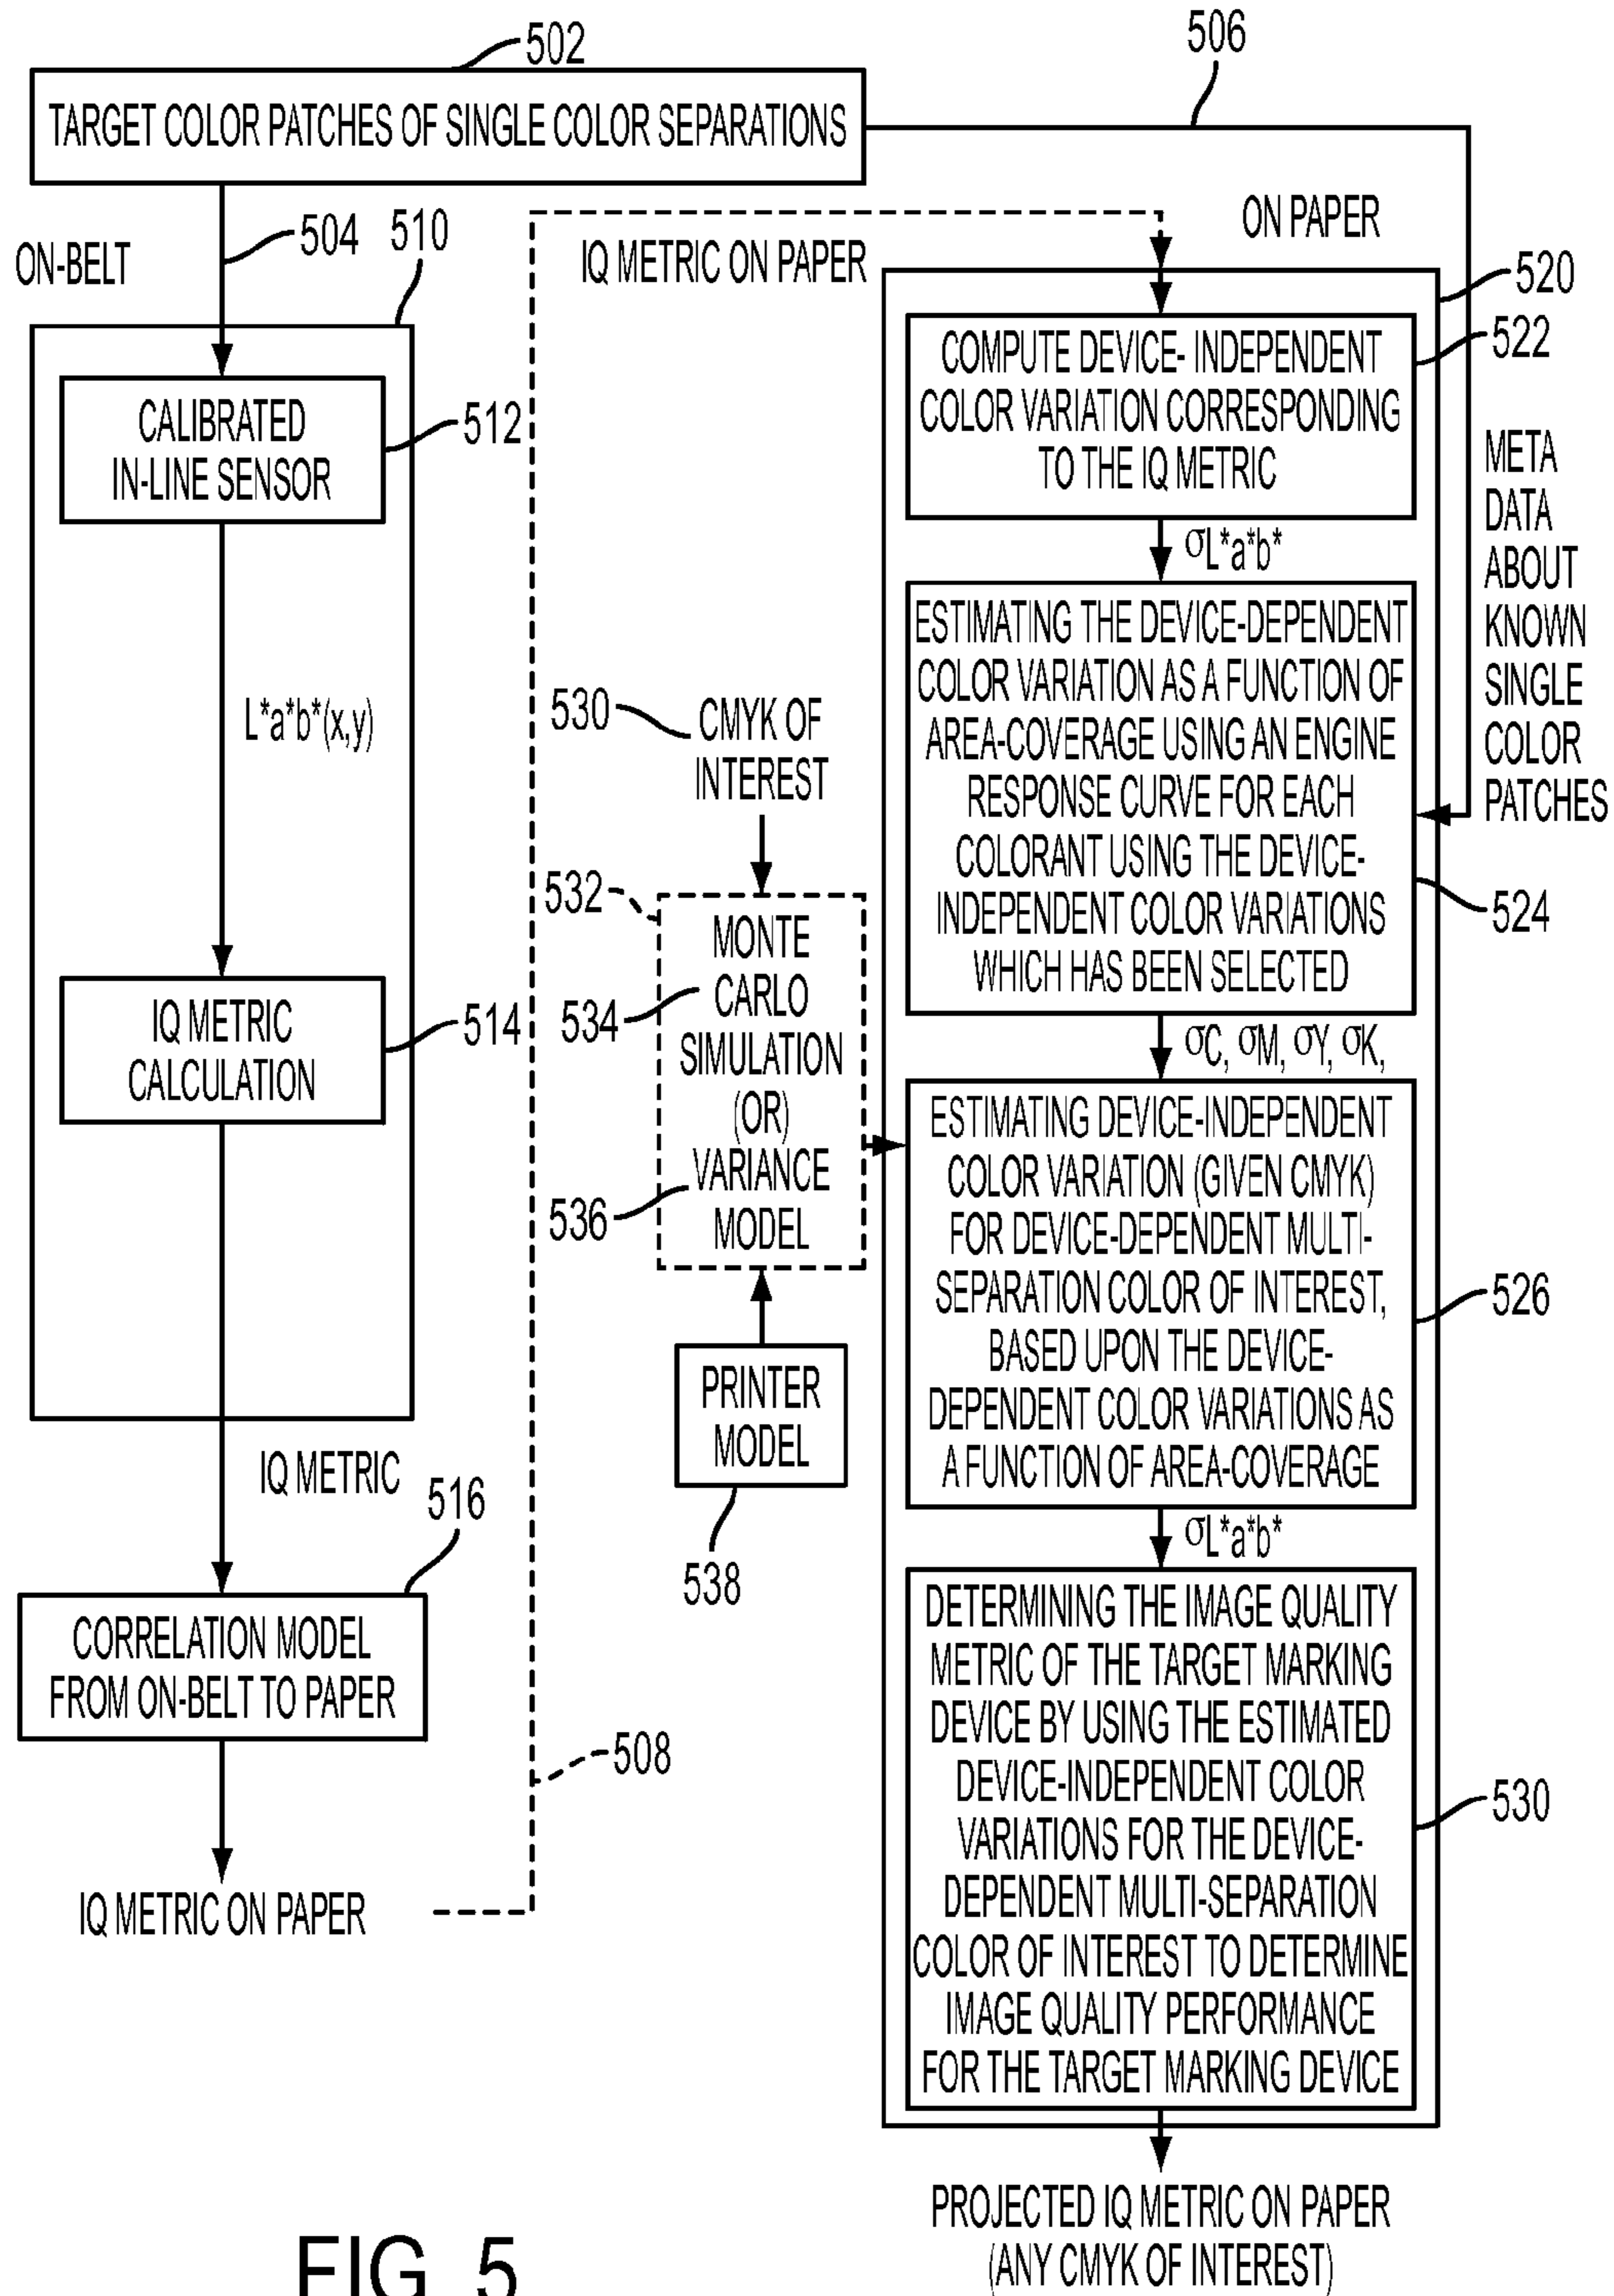 502
506
TARGET COLOR PATCHES OF SINGLE COLOR SEPARATIONS
ON-BELT
504
510
IQ METRIC ON PAPER
ON PAPER
520
CALIBRATED
IN-LINE SENSOR
512
L*a*b*(x,y)
IQ METRIC
CALCULATION
514
IQ METRIC
516
CORRELATION MODEL
FROM ON-BELT TO PAPER
IQ METRIC ON PAPER
508
530
CMYK OF
INTEREST
532
MONTE
CARLO
SIMULATION
(OR)
VARIANCE
MODEL
534
536
PRINTER
MODEL
538
COMPUTE DEVICE- INDEPENDENT
COLOR VARIATION CORRESPONDING
TO THE IQ METRIC
522
σL*a*b*
META
DATA
ABOUT
KNOWN
SINGLE
COLOR
PATCHES
ESTIMATING THE DEVICE-DEPENDENT
COLOR VARIATION AS A FUNCTION OF
AREA-COVERAGE USING AN ENGINE
RESPONSE CURVE FOR EACH
COLORANT USING THE DEVICE-
INDEPENDENT COLOR VARIATIONS
WHICH HAS BEEN SELECTED
524
σC, σM, σY, σK,
ESTIMATING DEVICE-INDEPENDENT
COLOR VARIATION (GIVEN CMYK)
FOR DEVICE-DEPENDENT MULTI-
SEPARATION COLOR OF INTEREST,
BASED UPON THE DEVICE-
DEPENDENT COLOR VARIATIONS AS
A FUNCTION OF AREA-COVERAGE
526
σL*a*b*
DETERMINING THE IMAGE QUALITY
METRIC OF THE TARGET MARKING
DEVICE BY USING THE ESTIMATED
DEVICE-INDEPENDENT COLOR
VARIATIONS FOR THE DEVICE-
DEPENDENT MULTI-SEPARATION
COLOR OF INTEREST TO DETERMINE
IMAGE QUALITY PERFORMANCE
FOR THE TARGET MARKING DEVICE
530
PROJECTED IQ METRIC ON PAPER
(ANY CMYK OF INTEREST)
FIG. 5